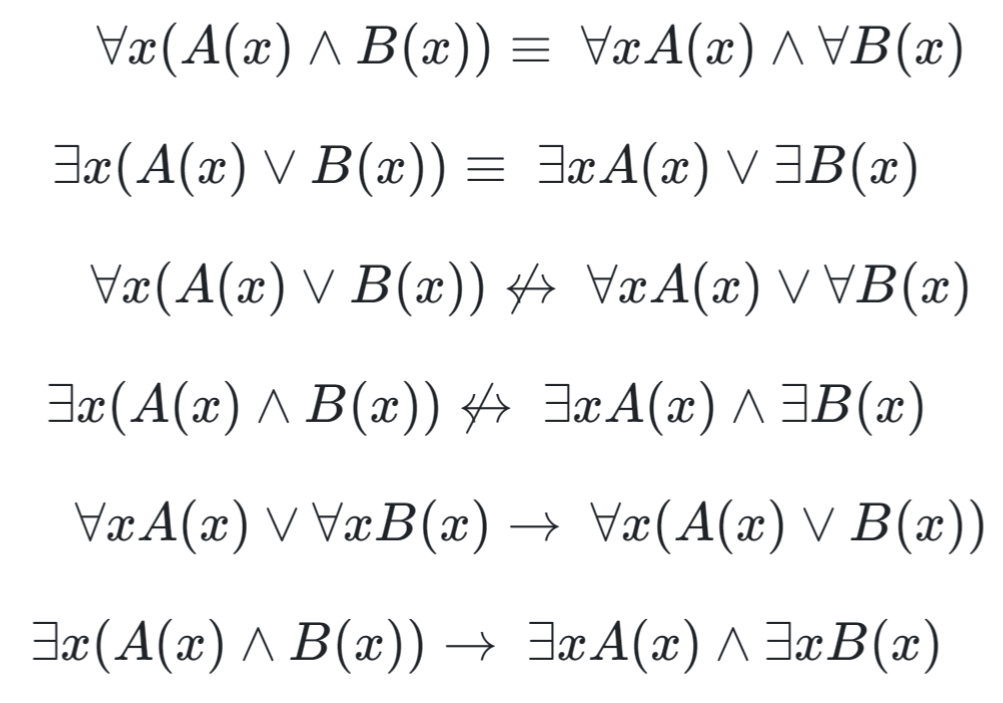 ∀x(A(x) ∧ B(x)) ≡ ∀xA(x) ∧ ∀B(x)
∃x(A(x) ∨ B(x)) ≡ ∃xA(x) ∨ ∃B(x)
∀x(A(x) ∨ B(x)) ↮ ∀xA(x) ∨ ∀B(x)
∃x(A(x) ∧ B(x)) ↮ ∃xA(x) ∧ ∃B(x)
∀xA(x) ∨ ∀xB(x) → ∀x(A(x) ∨ B(x))
∃x(A(x) ∧ B(x)) → ∃xA(x) ∧ ∃xB(x)